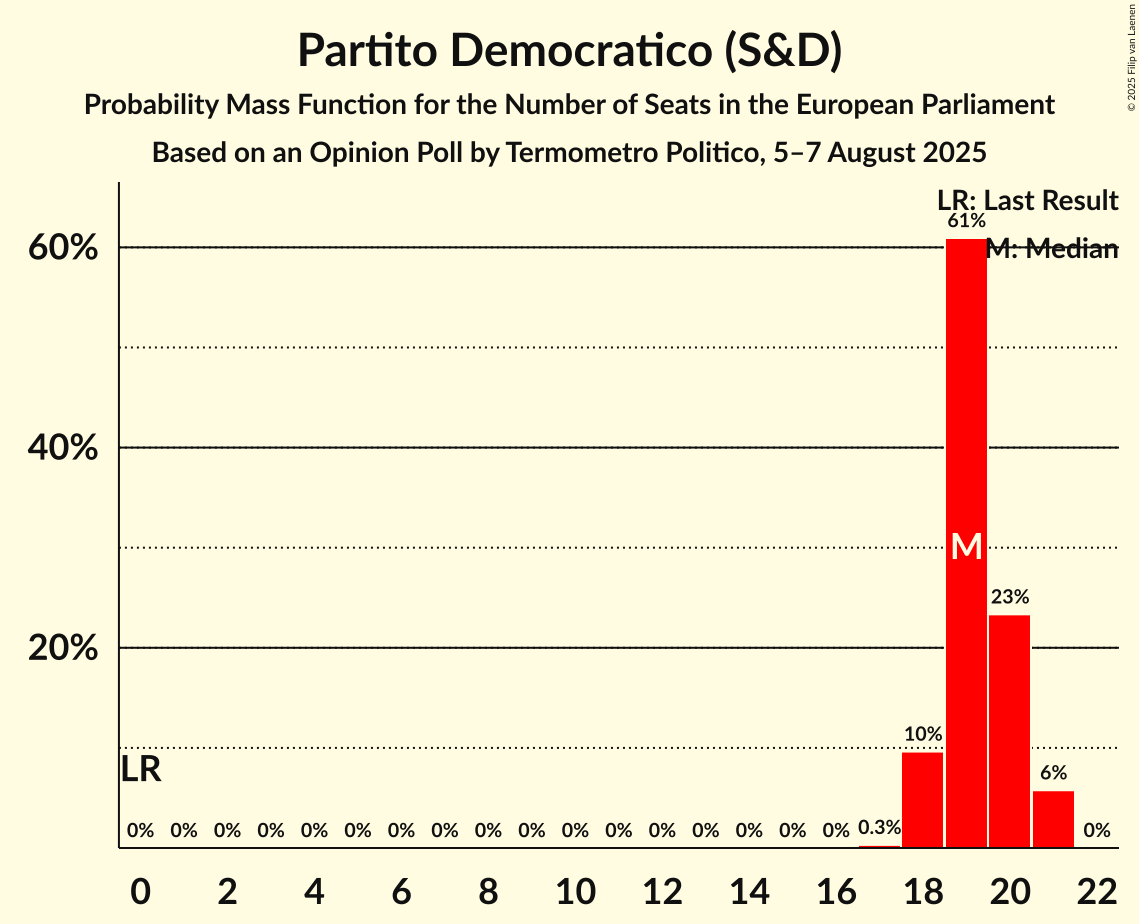 Partito Democratico (S&D)
Probability Mass Function for the Number of Seats in the European Parliament
Based on an Opinion Poll by Termometro Politico, 5–7 August 2025
© 2025 Filip van Laenen
LR: Last Result
M: Median
60%
40%
20%
61%
M
23%
10%
6%
LR
0% 0% 0% 0% 0% 0% 0% 0% 0% 0% 0% 0% 0% 0% 0% 0% 0% 0.3% 0%
0 2 4 6 8 10 12 14 16 18 20 22